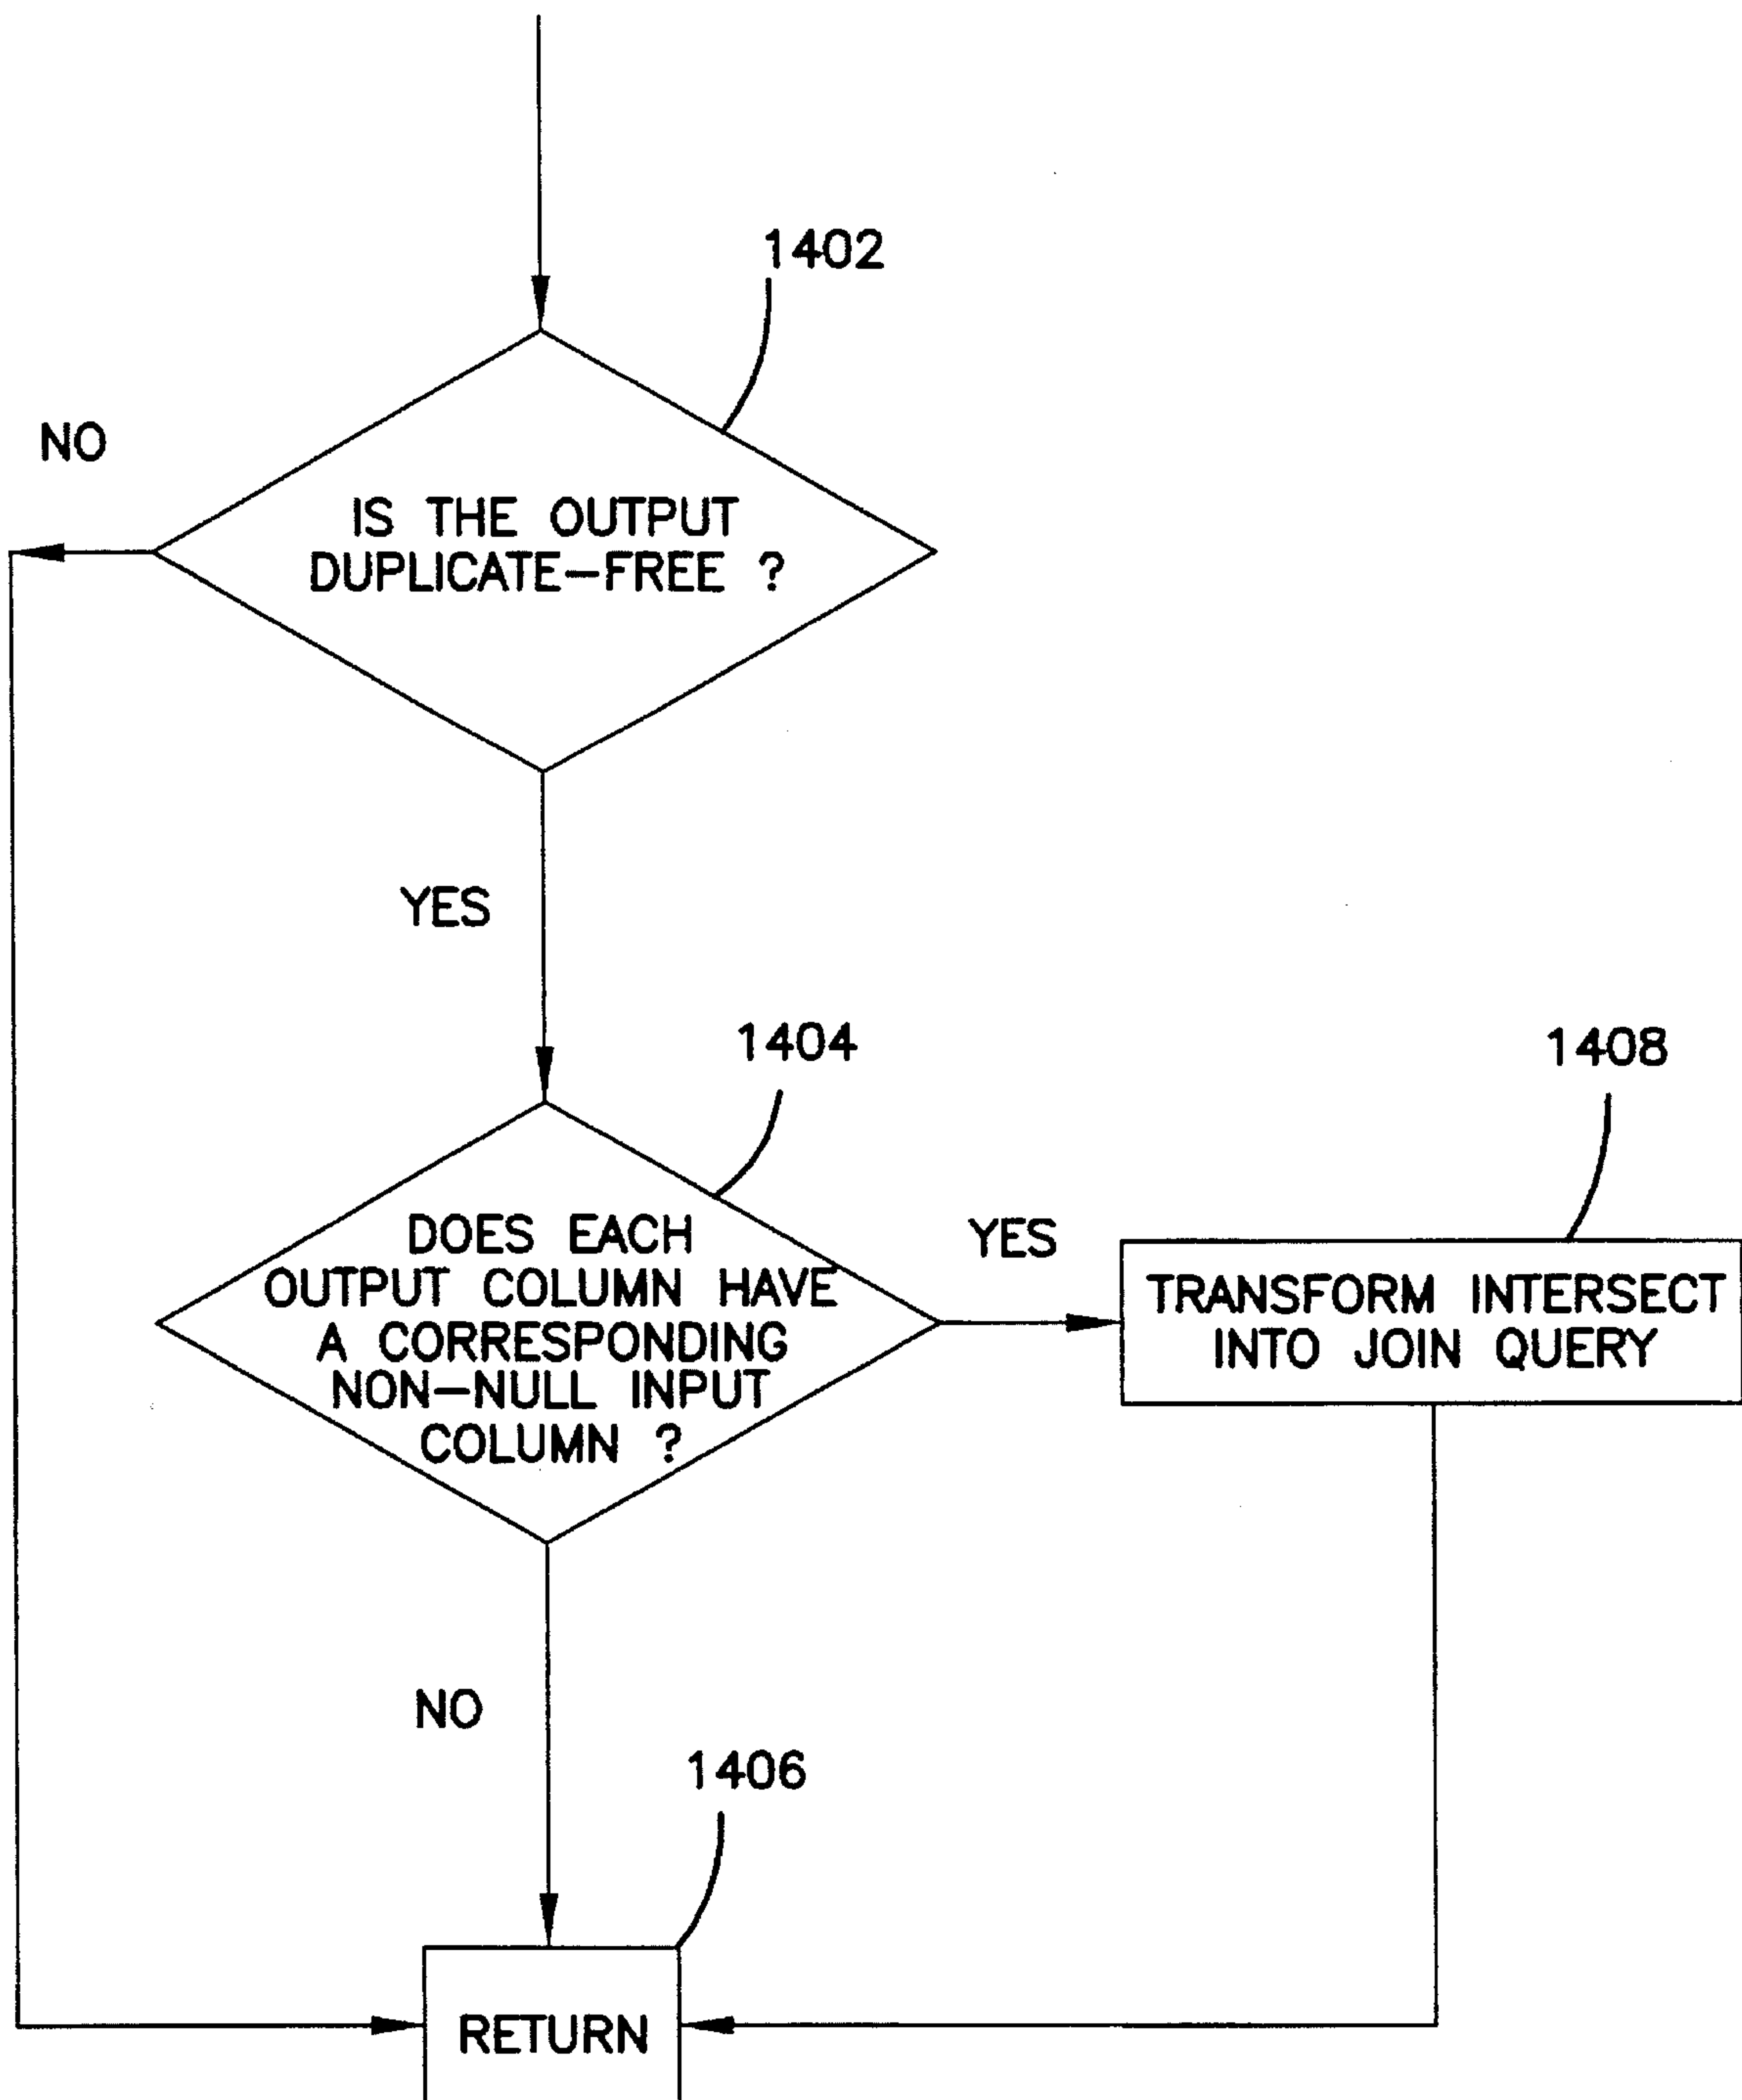 1402
NO
IS THE OUTPUT
DUPLICATE-FREE ?
YES
1404
1408
DOES EACH
OUTPUT COLUMN HAVE
A CORRESPONDING
NON-NULL INPUT
COLUMN ?
YES
TRANSFORM INTERSECT
INTO JOIN QUERY
NO
1406
RETURN